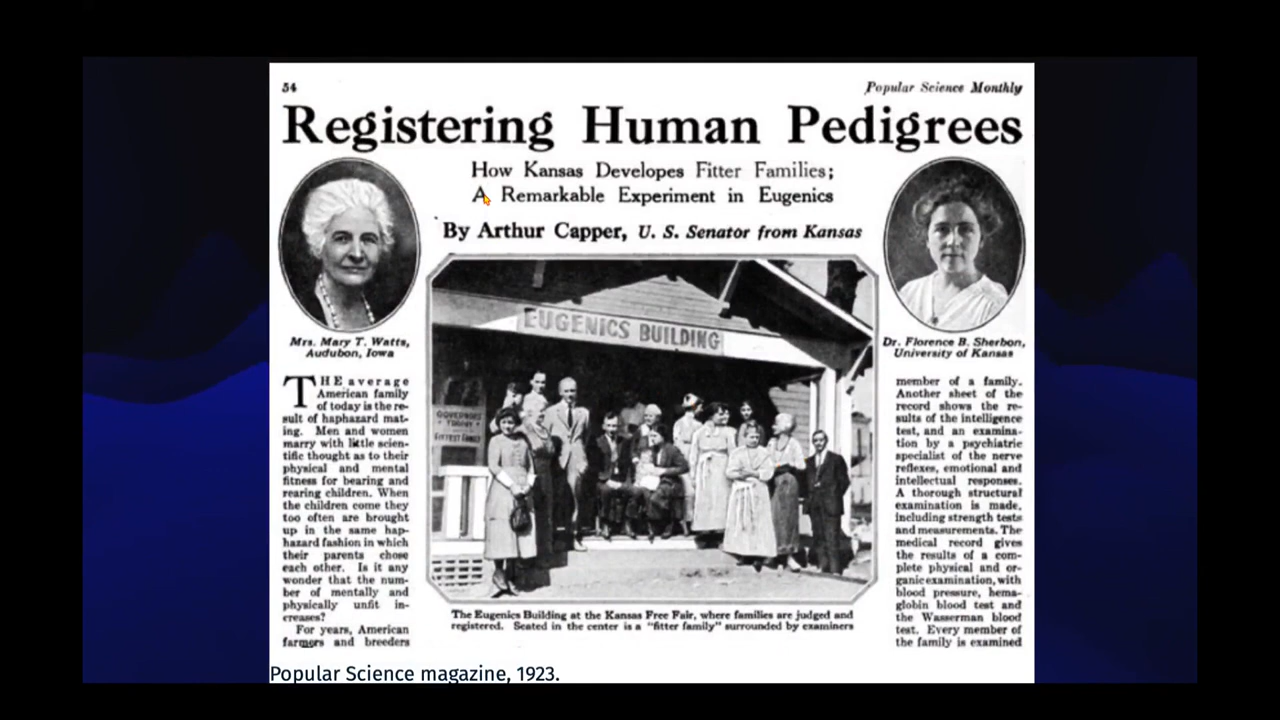 54
Popular Science Monthly
Registering Human Pedigrees
How Kansas Developes Fitter Families;
A Remarkable Experiment in Eugenics
By Arthur Capper, U. S. Senator from Kansas
Mrs. Mary T. Watts,
Audubon, Iowa
THE average
American family
of today is the re-
sult of haphazard mat-
ing. Men and women
marry with little scien-
tific thought as to their
physical and mental
fitness for bearing and
rearing children. When
the children come they
too often are brought
up in the same hap-
hazard fashion in which
their parents chose
each other. Is it any
wonder that the num-
ber of mentally and
physically unfit in-
creases?
For years, American
farmers and breeders
EUGENICS BUILDING
GOVERNORS
TROPHY
FITTEST FAMILY
The Eugenics Building at the Kansas Free Fair, where families are judged and
registered. Seated in the center is a "fitter family" surrounded by examiners
Dr. Florence B. Sherbon,
University of Kansas
member of a family.
Another sheet of the
record shows the re-
sults of the intelligence
test, and an examina-
tion by a psychiatric
specialist of the nerve
reflexes, emotional and
intellectual responses.
A thorough structural
examination is made,
including strength tests
and measurements. The
medical record gives
the results of a com-
plete physical and or-
ganic examination, with
blood pressure, hema-
globin blood test and
the Wasserman blood
test. Every member of
the family is examined
Popular Science magazine, 1923.